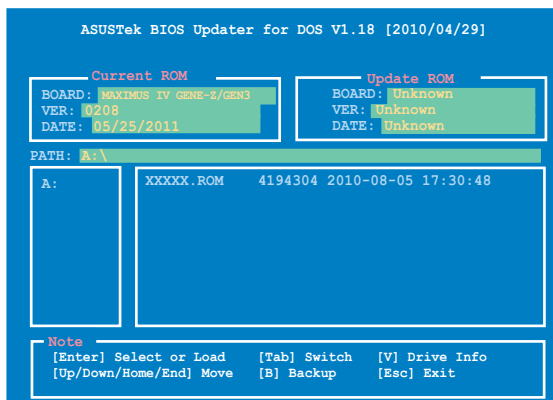 ASUSTek BIOS Updater for DOS V1.18 [2010/04/29]
Current ROM
BOARD: MAXIMUS IV GENE-Z/GEN3
VER: 0208
DATE: 05/25/2011
Update ROM
BOARD: Unknown
VER: Unknown
DATE: Unknown
PATH: A:\
A:
XXXXX.ROM 4194304 2010-08-05 17:30:48
Note
[Enter] Select or Load [Tab] Switch [V] Drive Info
[Up/Down/Home/End] Move [B] Backup [Esc] Exit